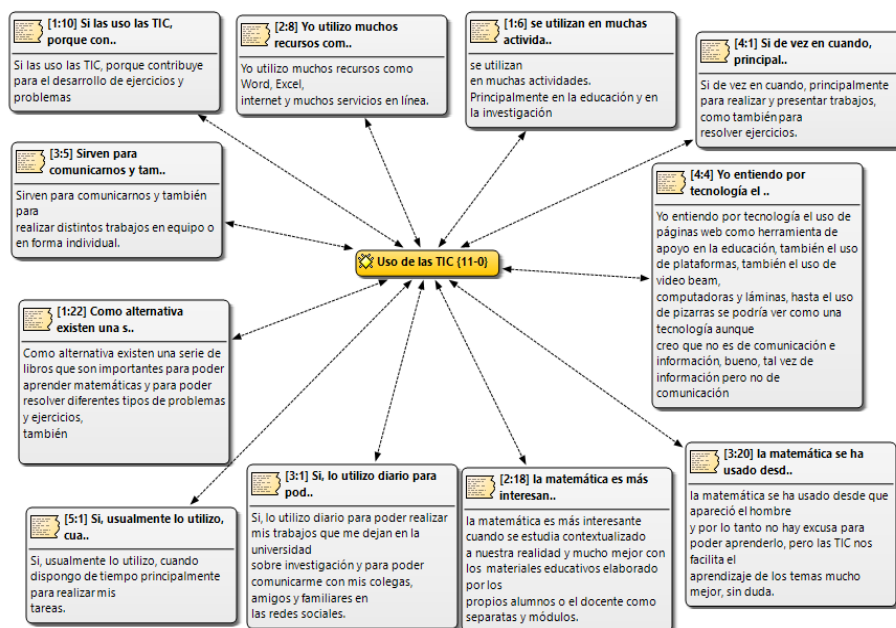 [1:10] Si las uso las TIC,
porque con..
Si las uso las TIC, porque contribuye
para el desarrollo de ejercicios y
problemas
[2:8] Yo utilizo muchos
recursos com..
Yo utilizo muchos recursos como
Word, Excel,
internet y muchos servicios en línea.
[1:6] se utilizan en muchas
activida..
se utilizan
en muchas actividades.
Principalmente en la educación y en
la investigación
[4:1] Si de vez en cuando,
principal..
Si de vez en cuando, principalmente
para realizar y presentar trabajos,
como también para
resolver ejercicios.
[3:5] Sirven para
comunicarnos y tam..
Sirven para comunicarnos y también
para
realizar distintos trabajos en equipo o
en forma individual.
[4:4] Yo entiendo por
tecnología el ..
Yo entiendo por tecnología el uso de
páginas web como herramienta de
apoyo en la educación, también el uso
de plataformas, también el uso de
video beam,
computadoras y láminas, hasta el uso
de pizarras se podría ver como una
tecnología aunque
creo que no es de comunicación e
información, bueno, tal vez de
información pero no de
comunicación
Uso de las TIC {11-0}
[1:22] Como alternativa
existen una s..
Como alternativa existen una serie de
libros que son importantes para poder
aprender matemáticas y para poder
resolver diferentes tipos de problemas
y ejercicios,
también
[5:1] Si, usualmente lo utilizo,
cua..
Si, usualmente lo utilizo, cuando
dispongo de tiempo principalmente
para realizar mis
tareas.
[3:1] Si, lo utilizo diario para
pod..
Si, lo utilizo diario para poder realizar
mis trabajos que me dejan en la
universidad
sobre investigación y para poder
comunicarme con mis colegas,
amigos y familiares en
las redes sociales.
[2:18] la matemática es más
interesan..
la matemática es más interesante
cuando se estudia contextualizado
a nuestra realidad y mucho mejor con
los materiales educativos elaborado
por los
propios alumnos o el docente como
separatas y módulos.
[3:20] la matemática se ha
usado desd..
la matemática se ha usado desde que
apareció el hombre
y por lo tanto no hay excusa para
poder aprenderlo, pero las TIC nos
facilita el
aprendizaje de los temas mucho
mejor, sin duda.